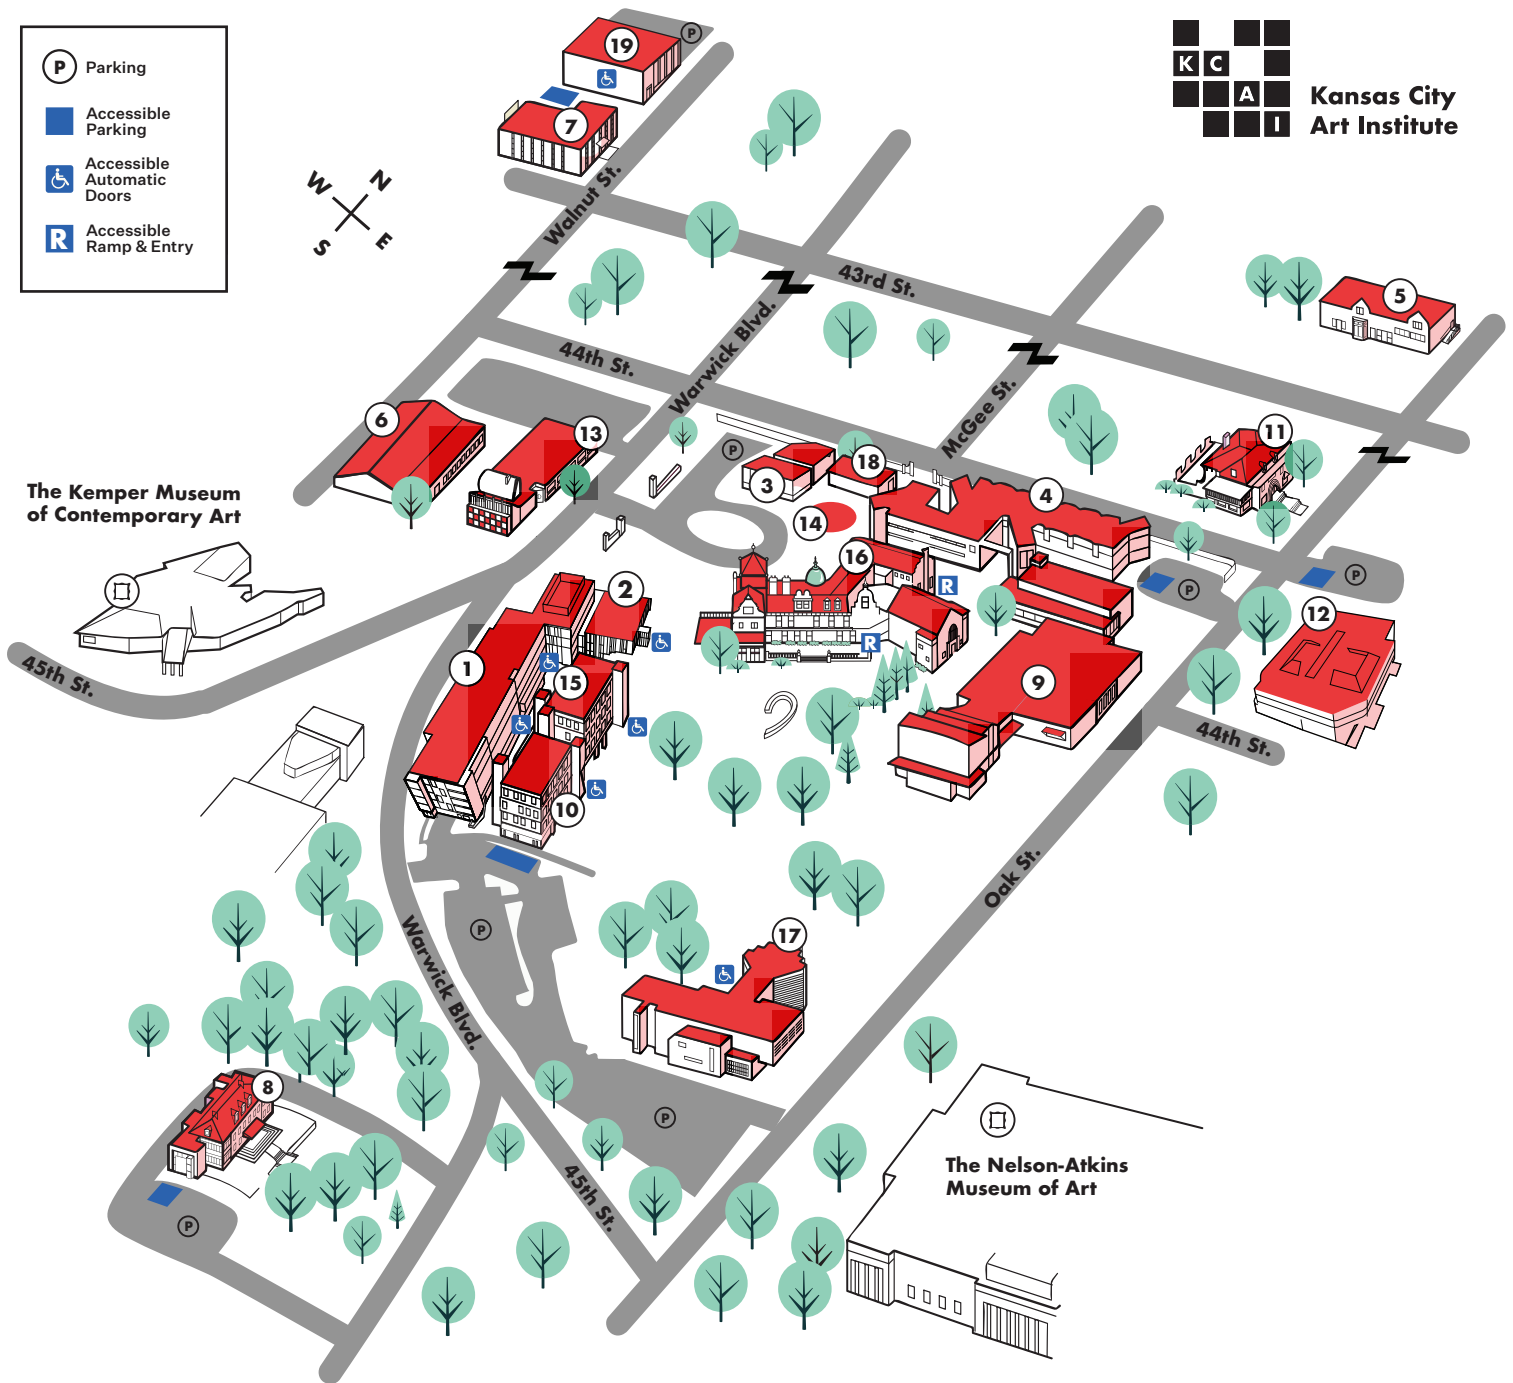 P Parking
Accessible
Parking
Accessible
Automatic
Doors
R Accessible
Ramp & Entry
W
N
S
E
K C
A
I
Kansas City
Art Institute
19
P
7
Walnut St.
43rd St.
5
44th St.
Warwick Blvd.
McGee St.
6
13
P
3
18
14
4
11
The Kemper Museum
of Contemporary Art
16
R
P
P
2
12
45th St.
1
15
R
9
44th St.
10
Oak St.
P
17
Warwick Blvd.
8
P
45th St.
P
The Nelson-Atkins
Museum of Art